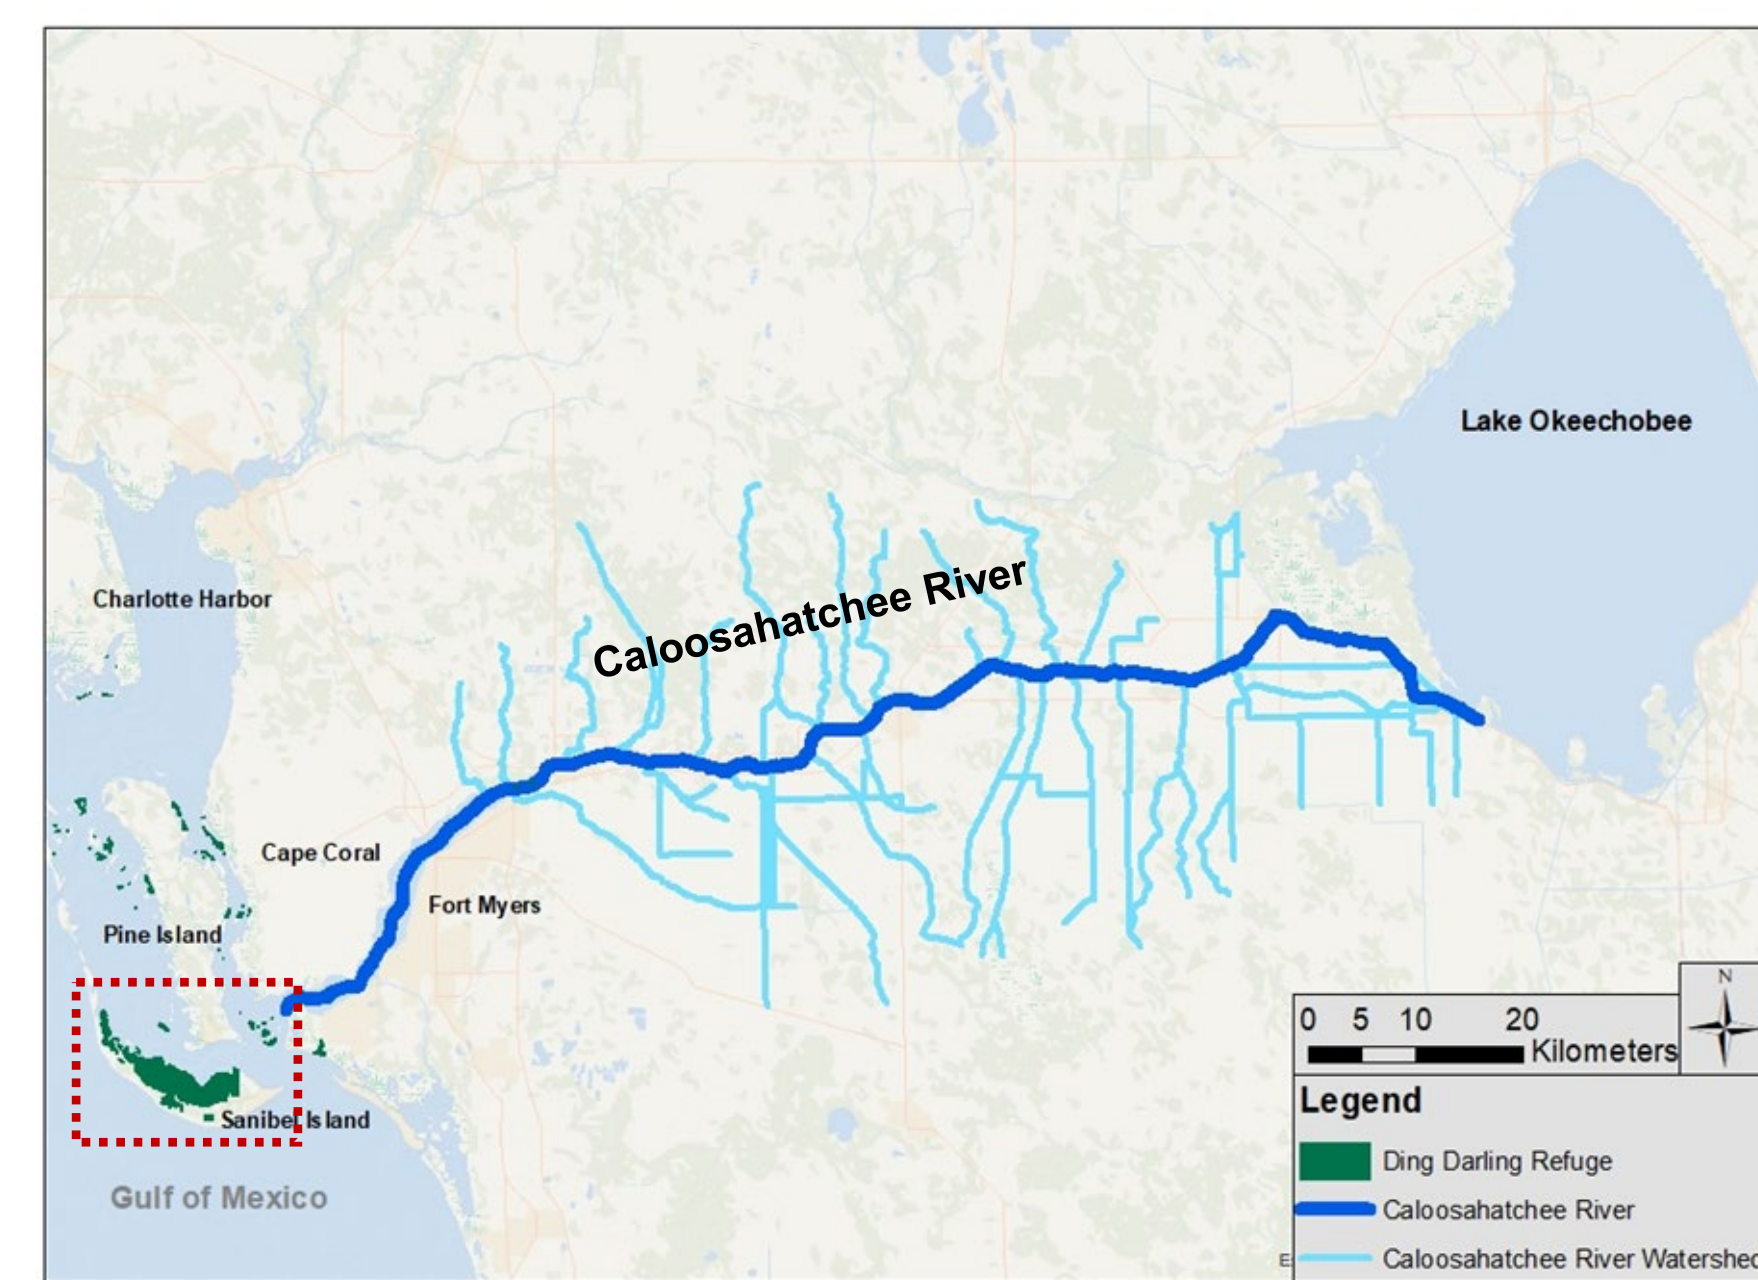 Lake Okeechobee
Caloosahatchee River
Charlotte Harbor
Cape Coral
Fort Myers
Pine Island
Sanibel Island
Gulf of Mexico
N
0 5 10 20
Kilometers
Legend
Ding Darling Refuge
Caloosahatchee River
E
Caloosahatchee River Watershed